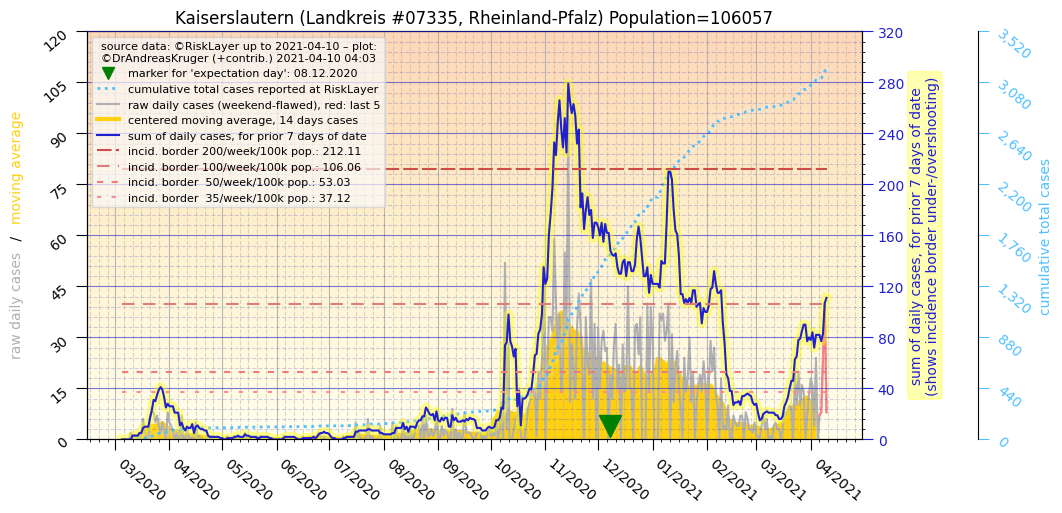 Kaiserslautern (Landkreis #07335, Rheinland-Pfalz) Population=106057
source data: ©RiskLayer up to 2021-04-10 – plot:
©DrAndreasKruger (+contrib.) 2021-04-10 04:03
marker for 'expectation day': 08.12.2020
cumulative total cases reported at RiskLayer
raw daily cases (weekend-flawed), red: last 5
centered moving average, 14 days cases
sum of daily cases, for prior 7 days of date
incid. border 200/week/100k pop.: 212.11
incid. border 100/week/100k pop.: 106.06
incid. border 50/week/100k pop.: 53.03
incid. border 35/week/100k pop.: 37.12
raw daily cases / moving average
120
105
90
75
60
45
30
15
0
03/2020
04/2020
05/2020
06/2020
07/2020
08/2020
09/2020
10/2020
11/2020
12/2020
01/2021
02/2021
03/2021
04/2021
320
280
240
200
160
120
80
40
0
sum of daily cases, for prior 7 days of date
(shows incidence border under-/overshooting)
3,520
3,080
2,640
2,200
1,760
1,320
880
440
0
cumulative total cases